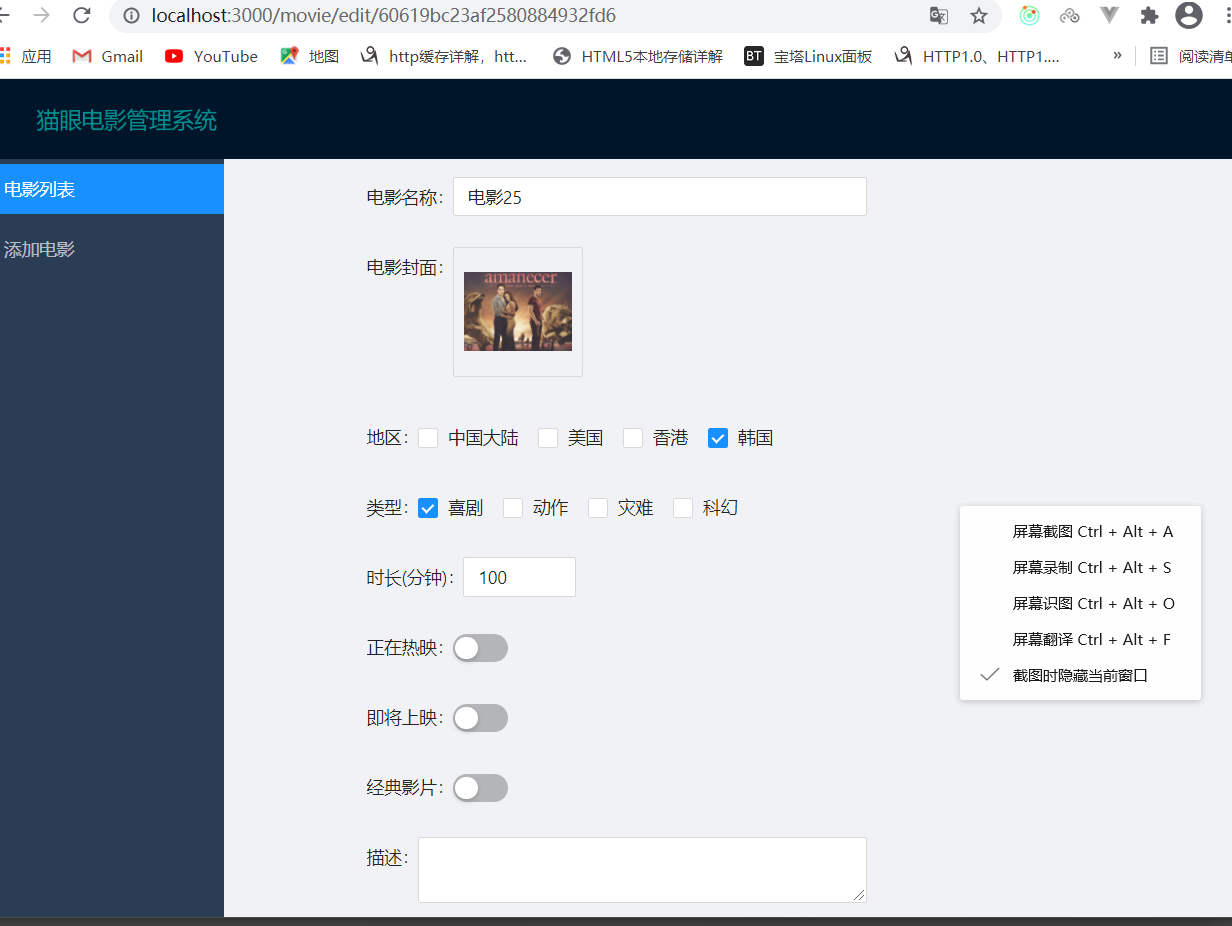 localhost:3000/movie/edit/60619bc23af2580884932fd6
应用 Gmail YouTube 地图 http缓存详解，htt... HTML5本地存储详解 BT 宝塔Linux面板 HTTP1.0、HTTP1.... » 阅读清单
猫眼电影管理系统
电影列表
添加电影
电影名称: 电影25
电影封面:
amanecer
地区: 中国大陆 美国 香港 韩国
类型: 喜剧 动作 灾难 科幻
时长(分钟): 100
正在热映:
即将上映:
经典影片:
描述:
屏幕截图 Ctrl + Alt + A
屏幕录制 Ctrl + Alt + S
屏幕识图 Ctrl + Alt + O
屏幕翻译 Ctrl + Alt + F
截图时隐藏当前窗口